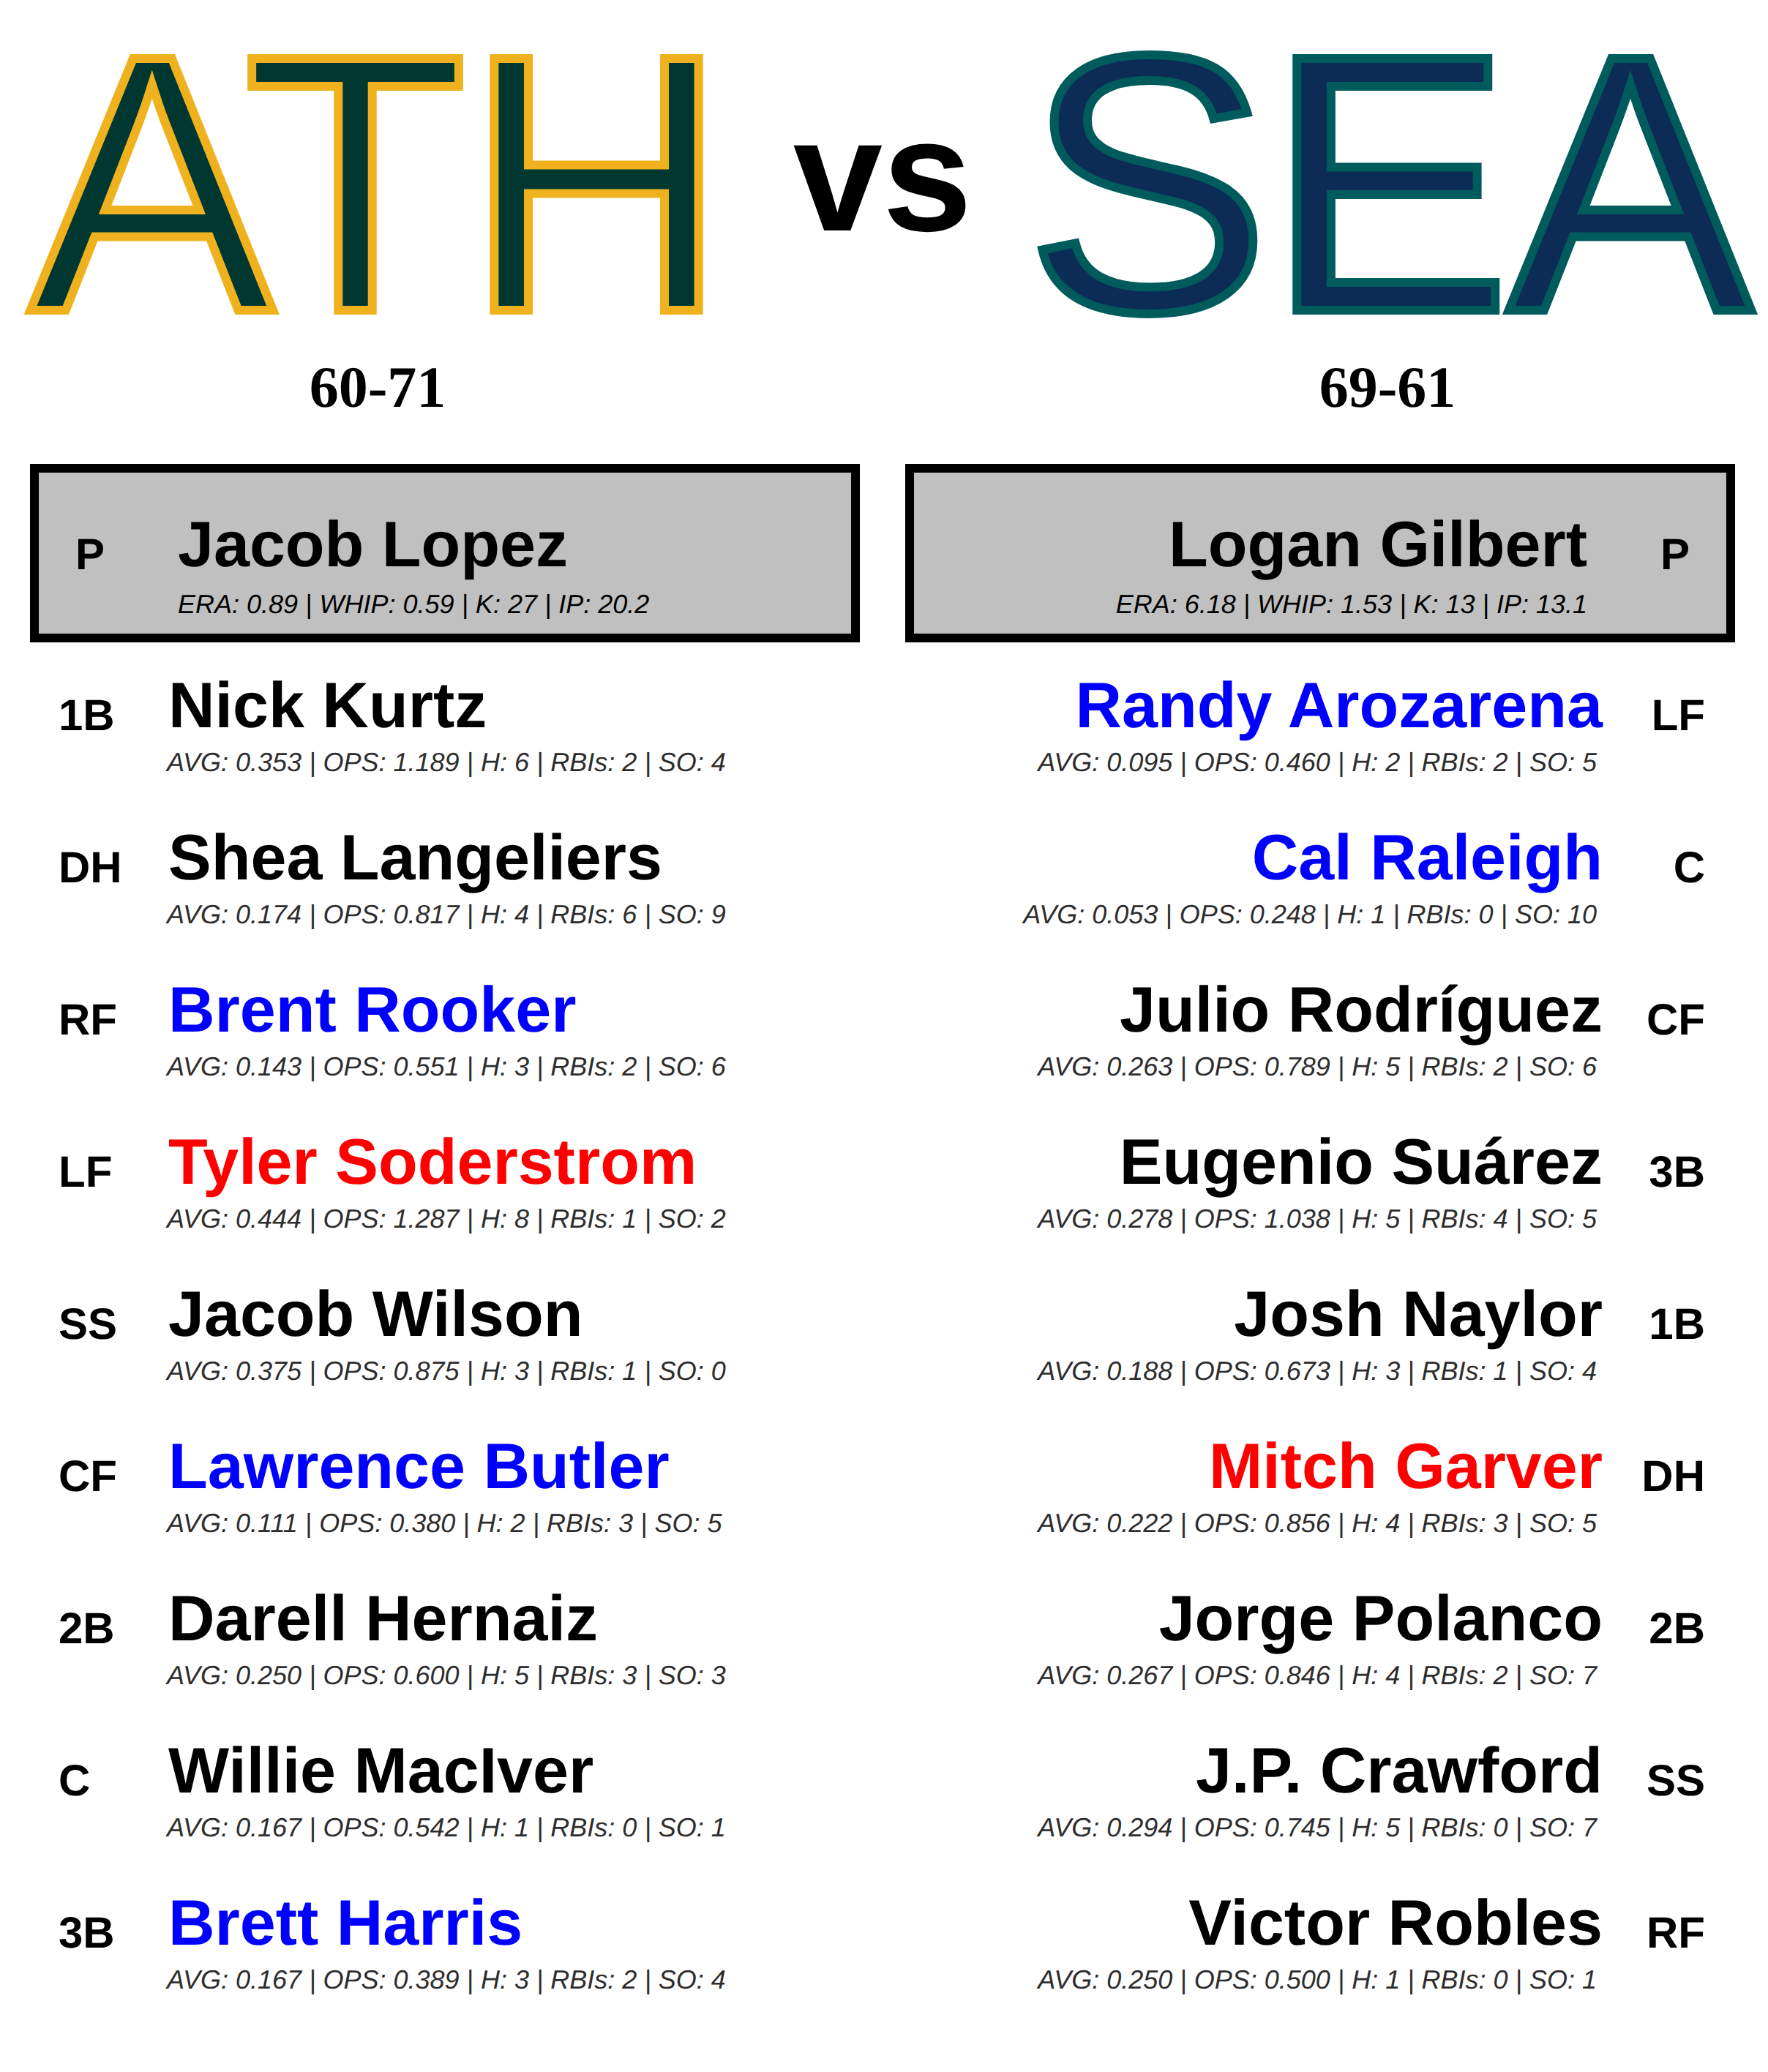 ATH vs SEA
60-71
69-61
P Jacob Lopez
ERA: 0.89 | WHIP: 0.59 | K: 27 | IP: 20.2
Logan Gilbert P
ERA: 6.18 | WHIP: 1.53 | K: 13 | IP: 13.1
1B Nick Kurtz
AVG: 0.353 | OPS: 1.189 | H: 6 | RBIs: 2 | SO: 4
DH Shea Langeliers
AVG: 0.174 | OPS: 0.817 | H: 4 | RBIs: 6 | SO: 9
RF Brent Rooker
AVG: 0.143 | OPS: 0.551 | H: 3 | RBIs: 2 | SO: 6
LF Tyler Soderstrom
AVG: 0.444 | OPS: 1.287 | H: 8 | RBIs: 1 | SO: 2
SS Jacob Wilson
AVG: 0.375 | OPS: 0.875 | H: 3 | RBIs: 1 | SO: 0
CF Lawrence Butler
AVG: 0.111 | OPS: 0.380 | H: 2 | RBIs: 3 | SO: 5
2B Darell Hernaiz
AVG: 0.250 | OPS: 0.600 | H: 5 | RBIs: 3 | SO: 3
C Willie MacIver
AVG: 0.167 | OPS: 0.542 | H: 1 | RBIs: 0 | SO: 1
3B Brett Harris
AVG: 0.167 | OPS: 0.389 | H: 3 | RBIs: 2 | SO: 4
Randy Arozarena LF
AVG: 0.095 | OPS: 0.460 | H: 2 | RBIs: 2 | SO: 5
Cal Raleigh C
AVG: 0.053 | OPS: 0.248 | H: 1 | RBIs: 0 | SO: 10
Julio Rodríguez CF
AVG: 0.263 | OPS: 0.789 | H: 5 | RBIs: 2 | SO: 6
Eugenio Suárez 3B
AVG: 0.278 | OPS: 1.038 | H: 5 | RBIs: 4 | SO: 5
Josh Naylor 1B
AVG: 0.188 | OPS: 0.673 | H: 3 | RBIs: 1 | SO: 4
Mitch Garver DH
AVG: 0.222 | OPS: 0.856 | H: 4 | RBIs: 3 | SO: 5
Jorge Polanco 2B
AVG: 0.267 | OPS: 0.846 | H: 4 | RBIs: 2 | SO: 7
J.P. Crawford SS
AVG: 0.294 | OPS: 0.745 | H: 5 | RBIs: 0 | SO: 7
Victor Robles RF
AVG: 0.250 | OPS: 0.500 | H: 1 | RBIs: 0 | SO: 1